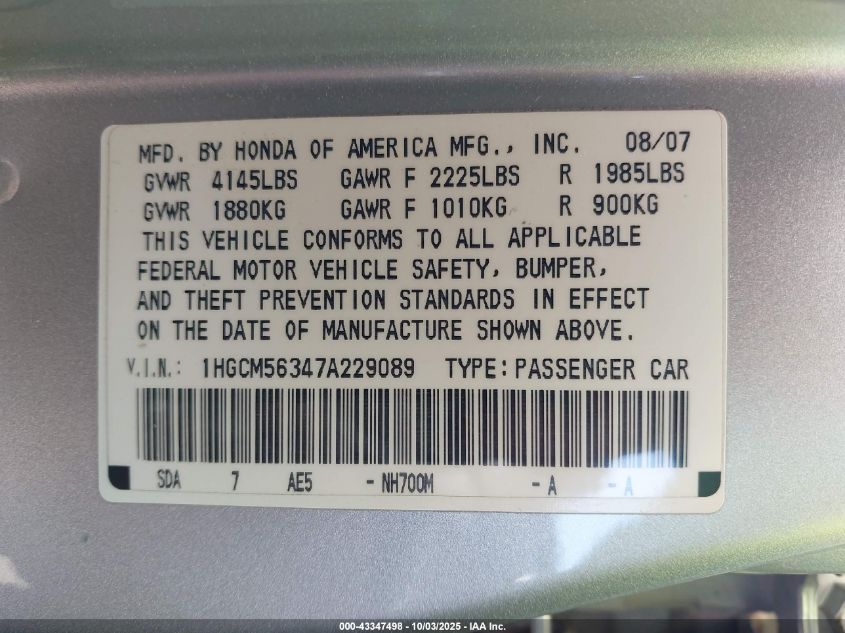 MFD. BY HONDA OF AMERICA MFG., INC. 08/07
GVWR 4145LBS GAWR F 2225LBS R 1985LBS
GVWR 1880KG GAWR F 1010KG R 900KG
THIS VEHICLE CONFORMS TO ALL APPLICABLE
FEDERAL MOTOR VEHICLE SAFETY, BUMPER,
AND THEFT PREVENTION STANDARDS IN EFFECT
ON THE DATE OF MANUFACTURE SHOWN ABOVE.
V.I.N.: 1HGCM56347A229089 TYPE: PASSENGER CAR
SDA 7 AE5 - NH700M - A - A
000-43347498 - 10/03/2025 - IAA Inc.